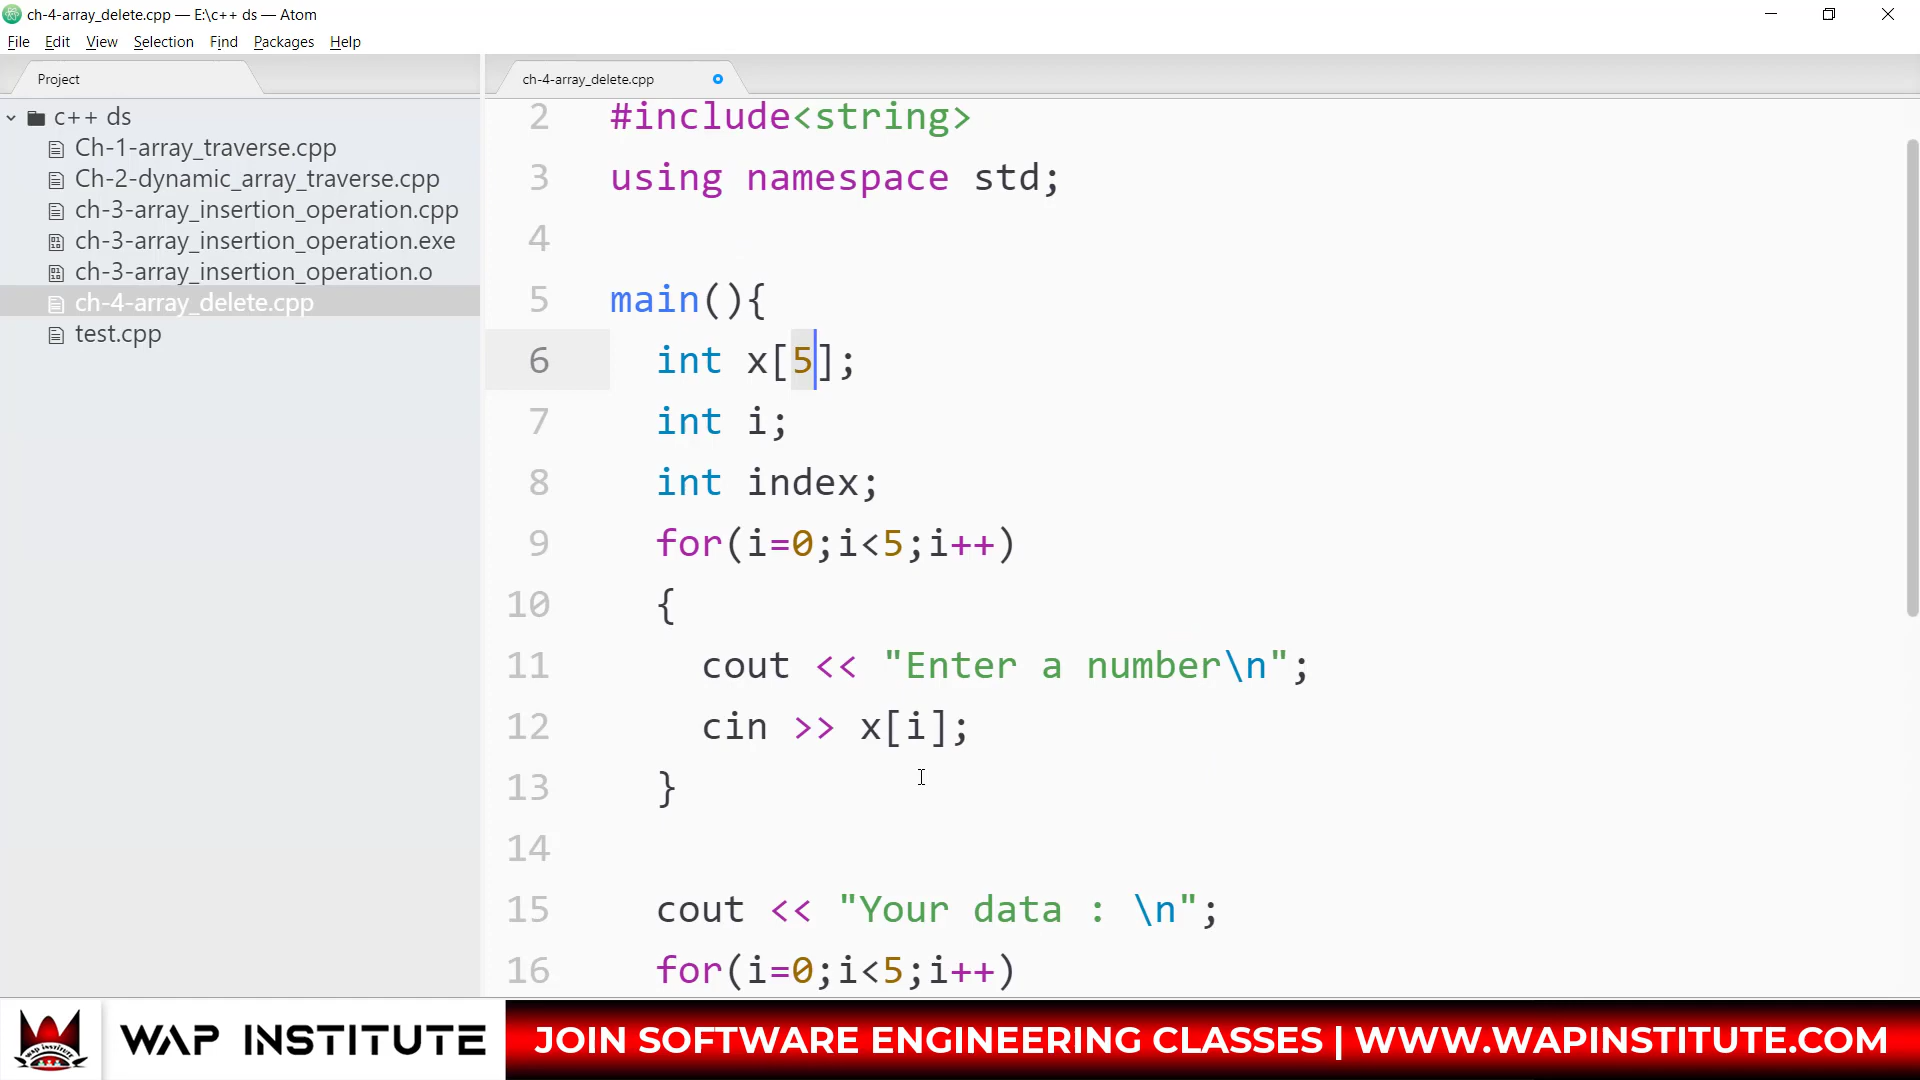 ch-4-array_delete.cpp — E:\c++ ds — Atom
File Edit View Selection Find Packages Help
Project
ch-4-array_delete.cpp
c++ ds
Ch-1-array_traverse.cpp
Ch-2-dynamic_array_traverse.cpp
ch-3-array_insertion_operation.cpp
ch-3-array_insertion_operation.exe
ch-3-array_insertion_operation.o
ch-4-array_delete.cpp
test.cpp
2 #include<string>
3 using namespace std;
4
5 main(){
6 int x[5];
7 int i;
8 int index;
9 for(i=0;i<5;i++)
10 {
11 cout << "Enter a number\n";
12 cin >> x[i];
13 }
14
15 cout << "Your data : \n";
16 for(i=0;i<5;i++)
WAP INSTITUTE
JOIN SOFTWARE ENGINEERING CLASSES | WWW.WAPINSTITUTE.COM